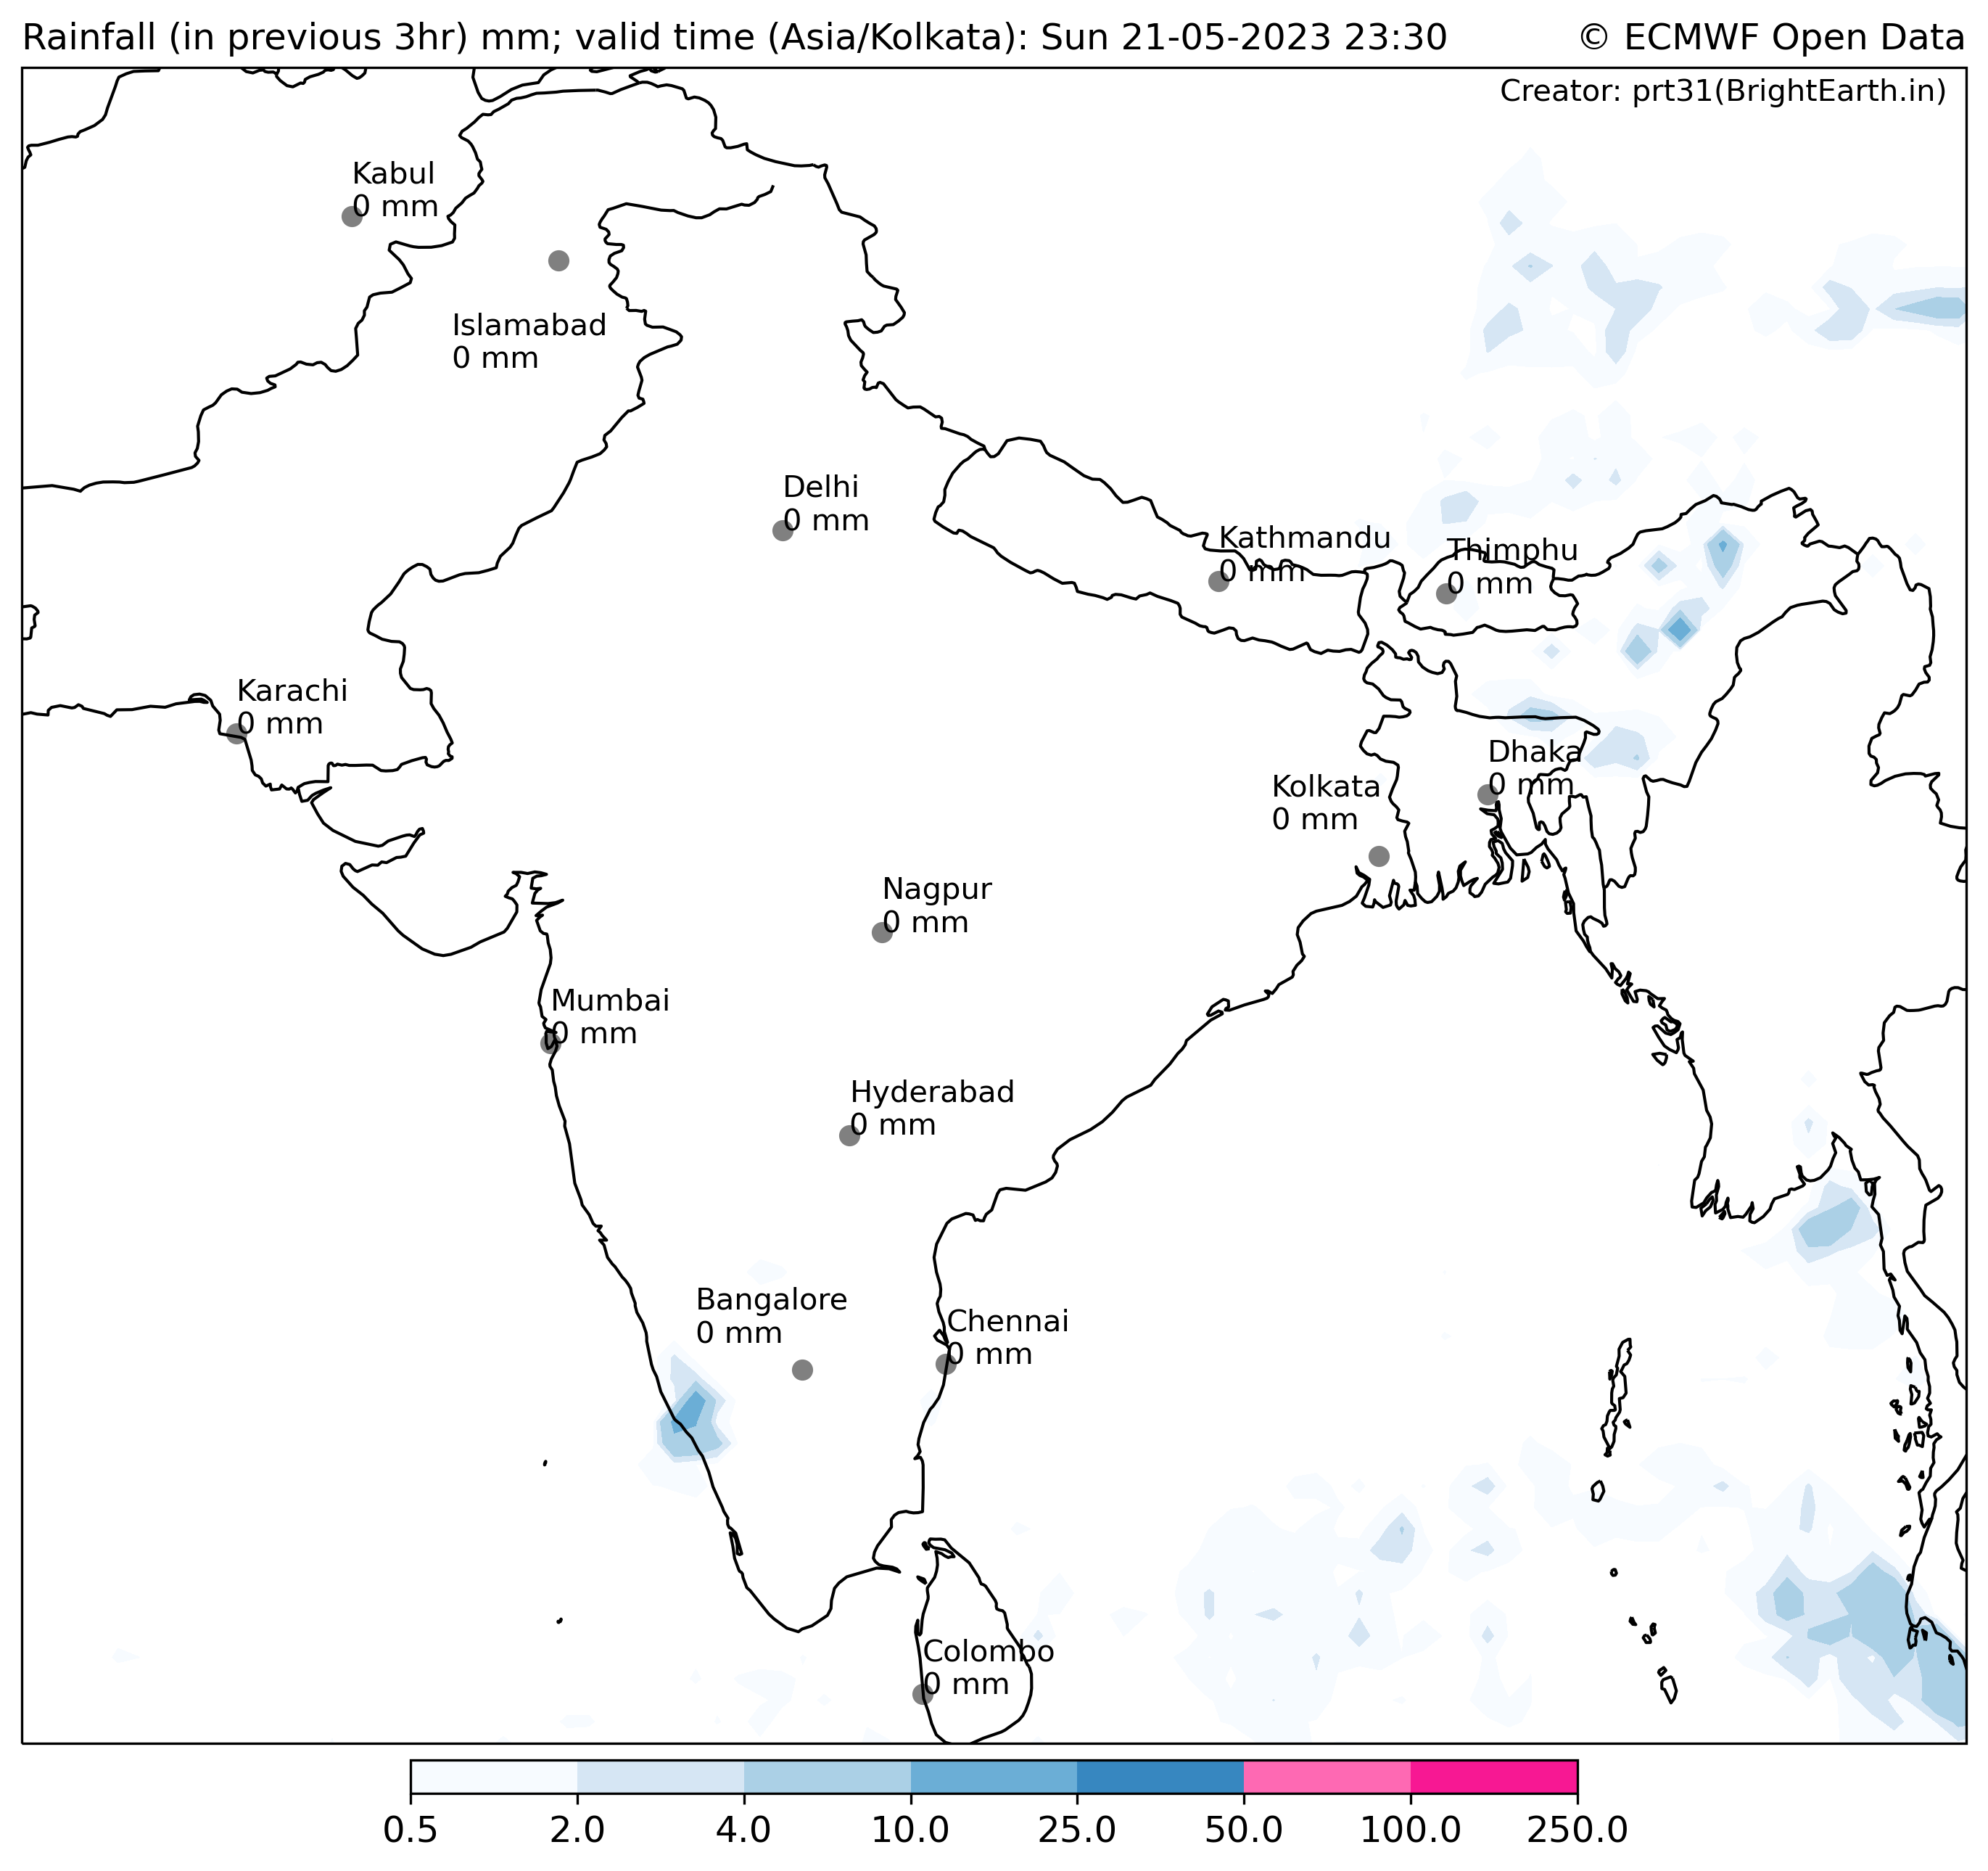 Rainfall (in previous 3hr) mm; valid time (Asia/Kolkata): Sun 21-05-2023 23:30
© ECMWF Open Data
Creator: prt31(BrightEarth.in)
Kabul
0 mm
Islamabad
0 mm
Delhi
0 mm
Kathmandu
0 mm
Thimphu
0 mm
Karachi
0 mm
Dhaka
0 mm
Kolkata
0 mm
Nagpur
0 mm
Mumbai
0 mm
Hyderabad
0 mm
Bangalore
0 mm
Chennai
0 mm
Colombo
0 mm
0.5 2.0 4.0 10.0 25.0 50.0 100.0 250.0